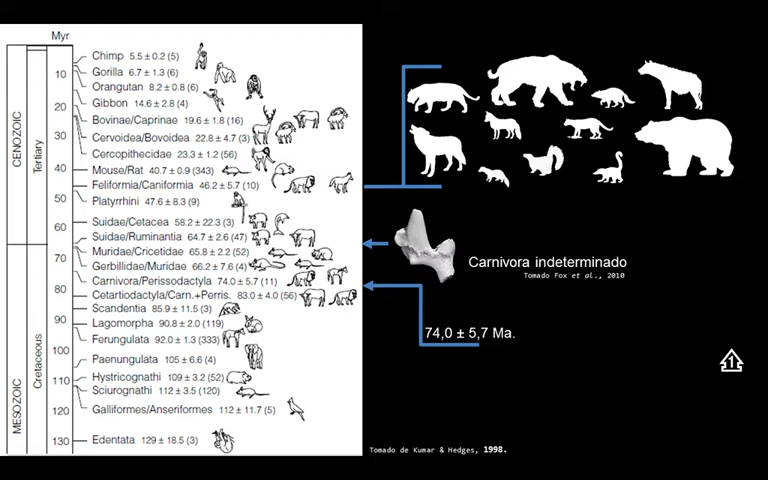 Myr
CENOZOIC
MESOZOIC
Tertiary
Cretaceous
10
20
30
40
50
60
70
80
90
100
110
120
130
Chimp 5.5 ± 0.2 (5)
Gorilla 6.7 ± 1.3 (6)
Orangutan 8.2 ± 0.8 (6)
Gibbon 14.6 ± 2.8 (4)
Bovinae/Caprinae 19.6 ± 1.8 (16)
Cervoidea/Bovoidea 22.8 ± 4.7 (3)
Cercopithecidae 23.3 ± 1.2 (56)
Mouse/Rat 40.7 ± 0.9 (343)
Feliformia/Caniformia 46.2 ± 5.7 (10)
Platyrrhini 47.6 ± 8.3 (9)
Suidae/Cetacea 58.2 ± 22.3 (3)
Suidae/Ruminantia 64.7 ± 2.6 (47)
Muridae/Cricetidae 65.8 ± 2.2 (52)
Gerbillidae/Muridae 66.2 ± 7.6 (4)
Carnivora/Perissodactyla 74.0 ± 5.7 (11)
Cetartiodactyla/Carn.+Perris. 83.0 ± 4.0 (56)
Scandentia 85.9 ± 11.5 (3)
Lagomorpha 90.8 ± 2.0 (119)
Ferungulata 92.0 ± 1.3 (333)
Paenungulata 105 ± 6.6 (4)
Hystricognathi 109 ± 3.2 (52)
Sciurognathi 112 ± 3.5 (120)
Galliformes/Anseriformes 112 ± 11.7 (5)
Edentata 129 ± 18.5 (3)
Carnivora indeterminado
Tomado Fox et al., 2010
74,0 ± 5,7 Ma.
1
Tomado de Kumar & Hedges, 1998.